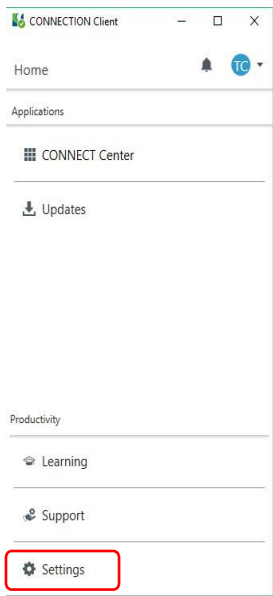 CONNECTION Client
Home
TC
Applications
CONNECT Center
Updates
Productivity
Learning
Support
Settings